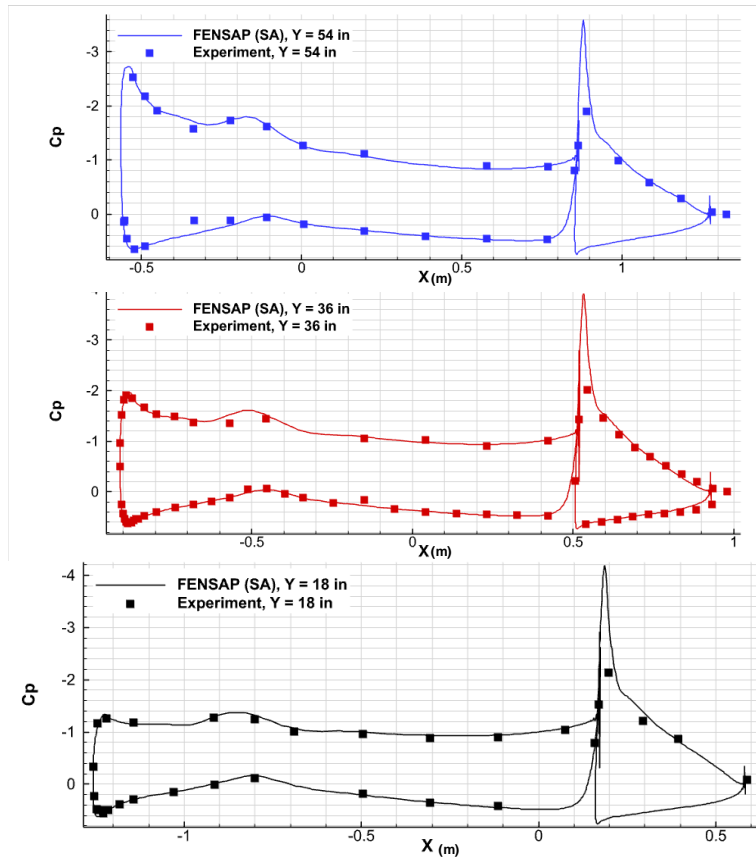 FENSAP (SA), Y = 54 in
Experiment, Y = 54 in
-3
-2
-1
0
Cp
-0.5 0 0.5 1
X (m)
FENSAP (SA), Y = 36 in
Experiment, Y = 36 in
-3
-2
-1
0
Cp
-0.5 0 0.5 1
X (m)
-4
FENSAP (SA), Y = 18 in
Experiment, Y = 18 in
-3
-2
-1
0
Cp
-1 -0.5 0 0.5
X (m)